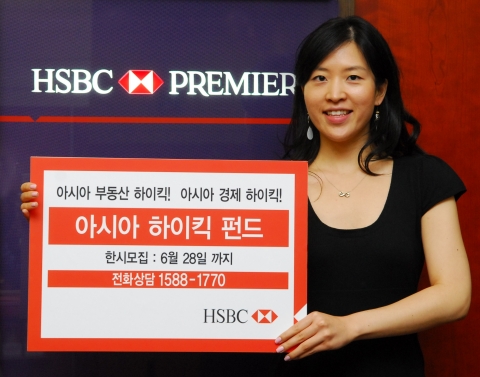 HSBC PREMIER
아시아 부동산 하이킥! 아시아 경제 하이킥!
아시아 하이킥 펀드
한시모집 : 6월 28일 까지
전화상담 1588-1770
HSBC